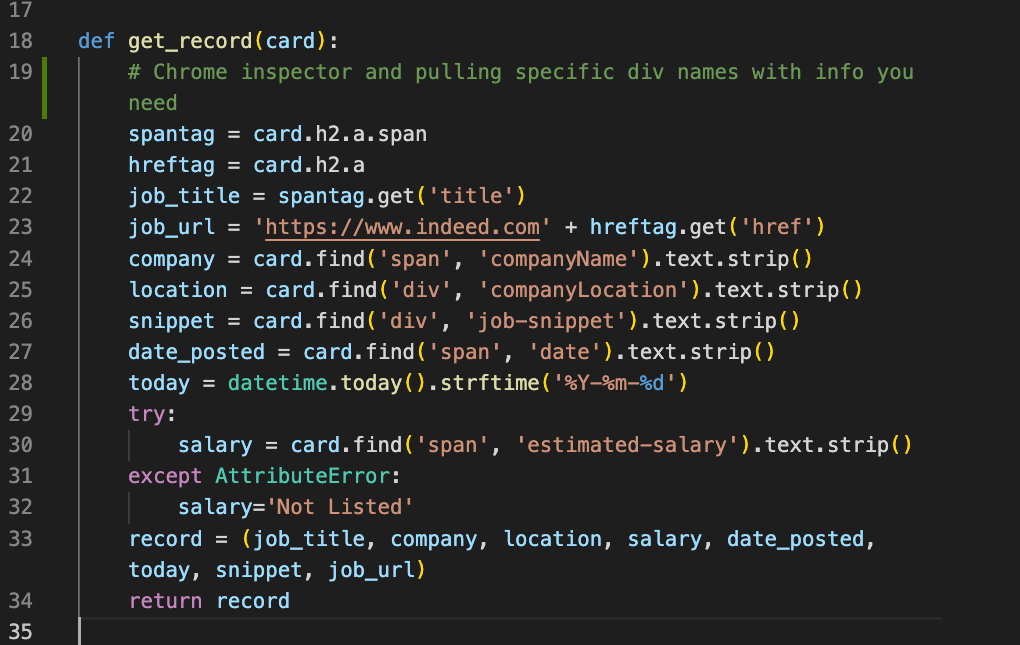 17
18 def get_record(card):
19 # Chrome inspector and pulling specific div names with info you
need
20 spantag = card.h2.a.span
21 hreftag = card.h2.a
22 job_title = spantag.get('title')
23 job_url = 'https://www.indeed.com' + hreftag.get('href')
24 company = card.find('span', 'companyName').text.strip()
25 location = card.find('div', 'companyLocation').text.strip()
26 snippet = card.find('div', 'job-snippet').text.strip()
27 date_posted = card.find('span', 'date').text.strip()
28 today = datetime.today().strftime('%Y-%m-%d')
29 try:
30 salary = card.find('span', 'estimated-salary').text.strip()
31 except AttributeError:
32 salary='Not Listed'
33 record = (job_title, company, location, salary, date_posted,
today, snippet, job_url)
34 return record
35